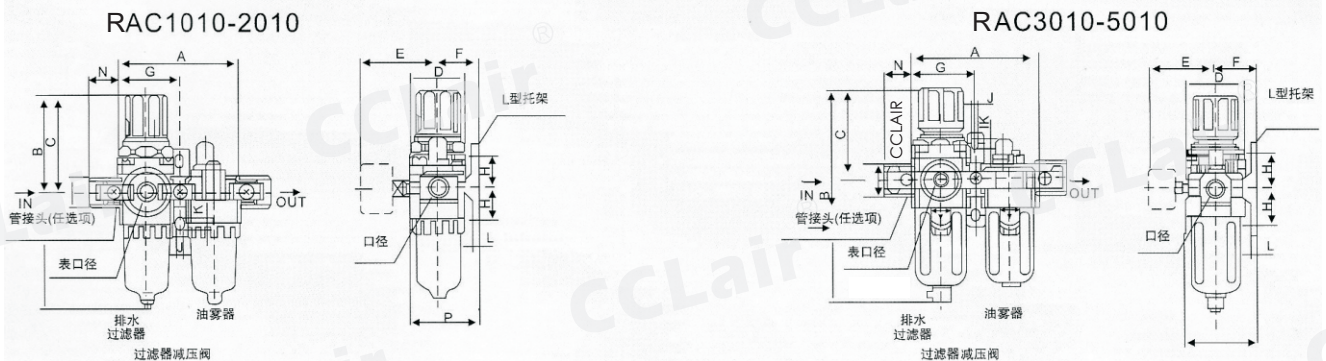 RAC1010-2010
A
N
G
B
C
IN
OUT
K
J
管接头(任选项)
表口径
排水
过滤器
油雾器
过滤器减压阀
E
F
D
L型托架
H
H
口径
L
P
RAC3010-5010
A
N
G
J
K
C
CCLAIR
B
IN
OUT
管接头(任选项)
表口径
排水
过滤器
油雾器
过滤器减压阀
E
F
D
L型托架
H
H
口径
L
CCLair
®
CCLair
CCLair
CCLair